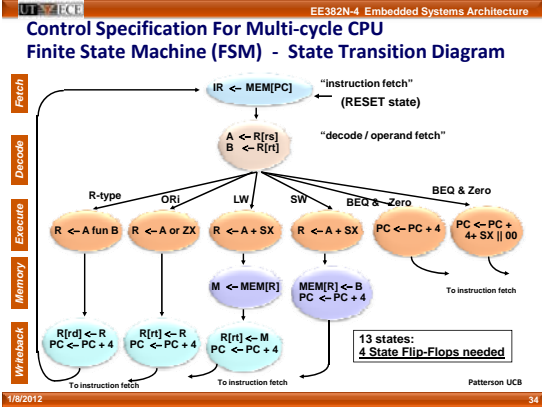 UT ECE
EE382N-4 Embedded Systems Architecture
Control Specification For Multi-cycle CPU
Finite State Machine (FSM) - State Transition Diagram
Fetch
IR <- MEM[PC]
“instruction fetch”
(RESET state)
Decode
A <- R[rs]
B <- R[rt]
“decode / operand fetch”
R-type
ORi
LW
SW
BEQ & Zero
BEQ & Zero
Execute
R <- A fun B
R <- A or ZX
R <- A + SX
R <- A + SX
PC <- PC + 4
PC <- PC +
4+ SX || 00
Memory
M <- MEM[R]
MEM[R] <- B
PC <- PC + 4
To instruction fetch
Writeback
R[rd] <- R
PC <- PC + 4
R[rt] <- R
PC <- PC + 4
R[rt] <- M
PC <- PC + 4
13 states:
4 State Flip-Flops needed
To instruction fetch
To instruction fetch
Patterson UCB
1/8/2012
34